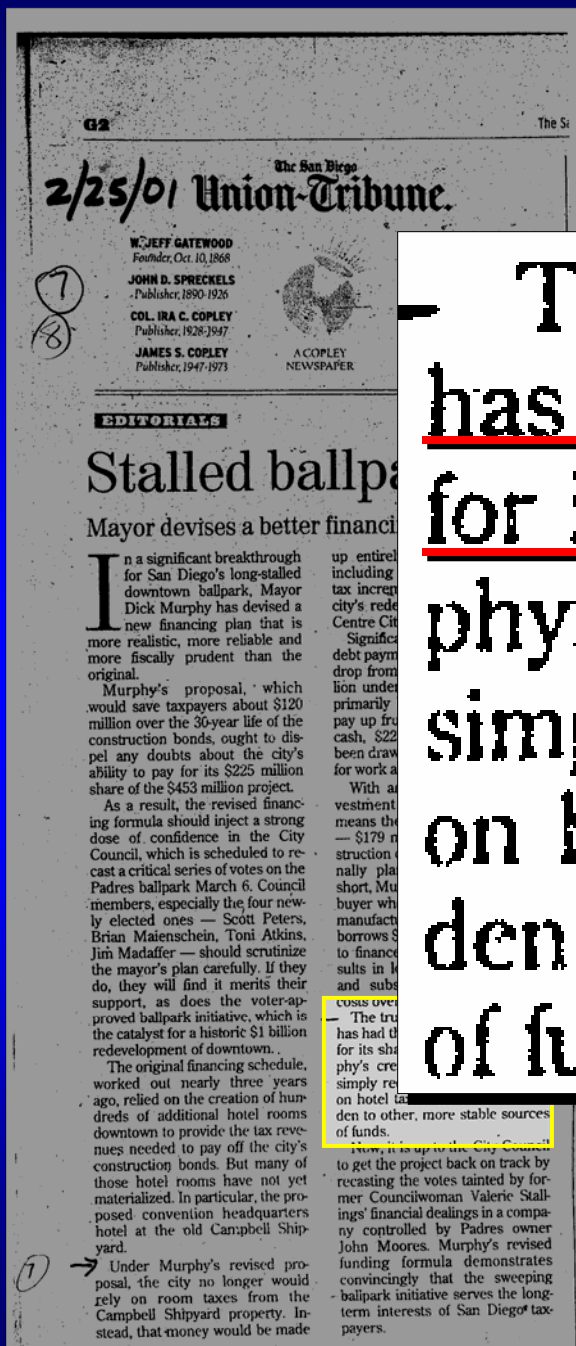 G2
The Sa
2/25/01
The San Diego
Union-Tribune.
W. JEFF GATEWOOD
Founder, Oct. 10, 1868
JOHN D. SPRECKELS
Publisher, 1890-1926
COL. IRA C. COPLEY
Publisher, 1928-1947
JAMES S. COPLEY
Publisher, 1947-1973
A COPLEY
NEWSPAPER
7
8
EDITORIALS
Stalled ballpa
Mayor devises a better financi
In a significant breakthrough
for San Diego's long-stalled
downtown ballpark, Mayor
Dick Murphy has devised a
new financing plan that is
more realistic, more reliable and
more fiscally prudent than the
original.
Murphy's proposal, which
would save taxpayers about $120
million over the 30-year life of the
construction bonds, ought to dis-
pel any doubts about the city's
ability to pay for its $225 million
share of the $453 million project.
As a result, the revised financ-
ing formula should inject a strong
dose of confidence in the City
Council, which is scheduled to re-
cast a critical series of votes on the
Padres ballpark March 6. Council
members, especially the four new-
ly elected ones — Scott Peters,
Brian Maienschein, Toni Atkins,
Jim Madaffer — should scrutinize
the mayor's plan carefully. If they
do, they will find it merits their
support, as does the voter-ap-
proved ballpark initiative, which is
the catalyst for a historic $1 billion
redevelopment of downtown.
The original financing schedule,
worked out nearly three years
ago, relied on the creation of hun-
dreds of additional hotel rooms
downtown to provide the tax reve-
nues needed to pay off the city's
construction bonds. But many of
those hotel rooms have not yet
materialized. In particular, the pro-
posed convention headquarters
hotel at the old Campbell Ship-
yard.
7
Under Murphy's revised pro-
posal, the city no longer would
rely on room taxes from the
Campbell Shipyard property. In-
stead, that money would be made
up entirel
including
tax increm
city's rede
Centre Cit
Significa
debt paym
drop from
lion unde
primarily
pay up fru
cash, $22
been draw
for work a
With a
vestment
means the
— $179 m
struction
nally pla
short, Mu
buyer wh
manufact
borrows $
to finance
sults in l
and subs
costs over
The tru
has had th
for its sha
phy's cre
simply re
on hotel ta
den to other, more stable sources
of funds.
Now, it is up to the City Council
to get the project back on track by
recasting the votes tainted by for-
mer Councilwoman Valerie Stall-
ings' financial dealings in a compa-
ny controlled by Padres owner
John Moores. Murphy's revised
funding formula demonstrates
convincingly that the sweeping
ballpark initiative serves the long-
term interests of San Diego tax-
payers.
T
has
for
phy
simp
on
den
of fu